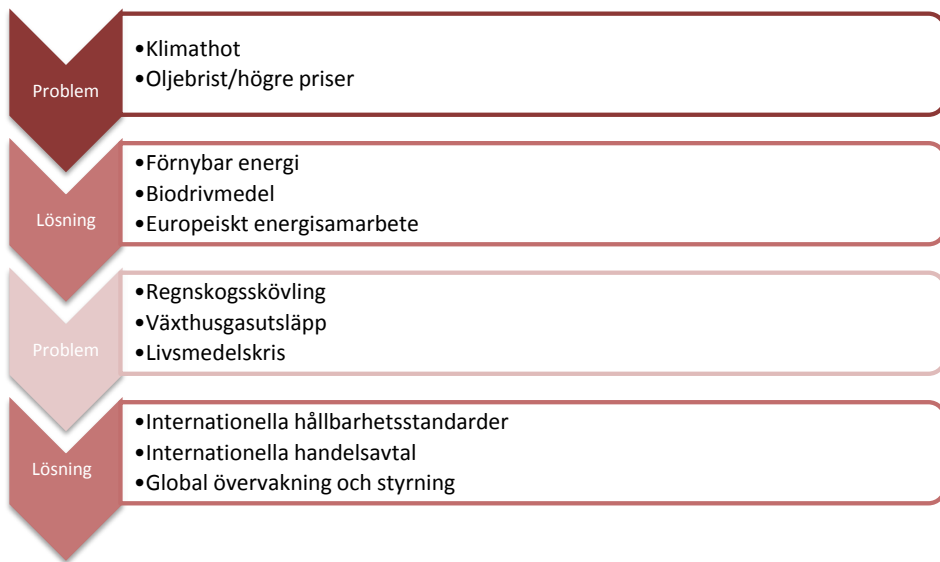 Problem
•Klimathot
•Oljebrist/högre priser
Lösning
•Förnybar energi
•Biodrivmedel
•Europeiskt energisamarbete
Problem
•Regnskogsskövling
•Växthusgasutsläpp
•Livsmedelskris
Lösning
•Internationella hållbarhetsstandarder
•Internationella handelsavtal
•Global övervakning och styrning